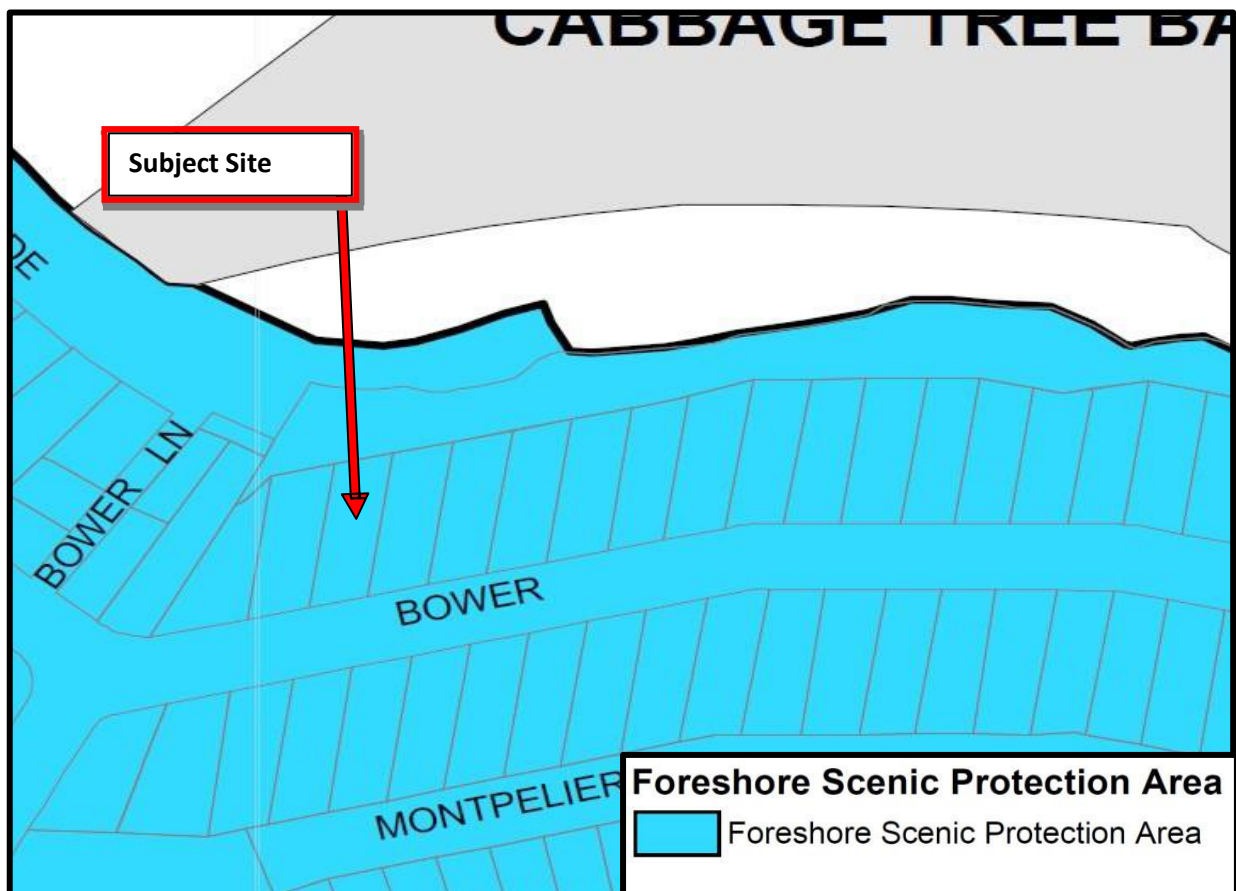 CABBAGE TREE BA
Subject Site
DE
BOWER LN
BOWER
MONTPELIER
Foreshore Scenic Protection Area
Foreshore Scenic Protection Area